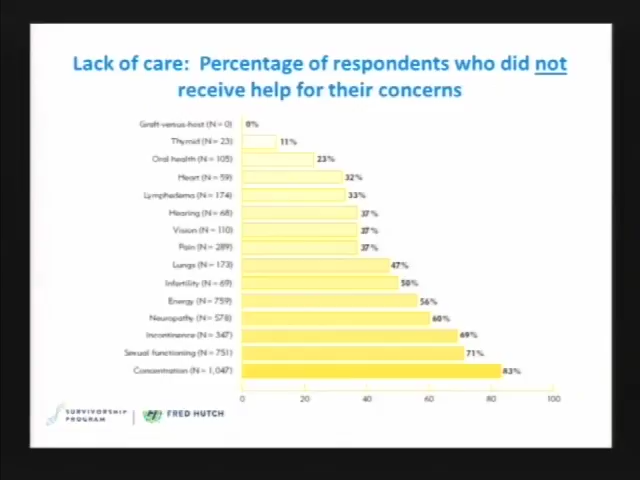 Lack of care: Percentage of respondents who did not
receive help for their concerns
Graft-versus-host (N = 0) 0%
Thyroid (N = 23) 11%
Oral health (N = 105) 23%
Heart (N = 59) 32%
Lymphedema (N = 174) 33%
Hearing (N = 68) 37%
Vision (N = 110) 37%
Pain (N = 289) 37%
Lungs (N = 173) 47%
Infertility (N = 69) 50%
Energy (N = 759) 56%
Neuropathy (N = 578) 60%
Incontinence (N = 347) 69%
Sexual functioning (N = 751) 71%
Concentration (N = 1,047) 83%
0 20 40 60 80 100
SURVIVORSHIP
PROGRAM
FRED HUTCH